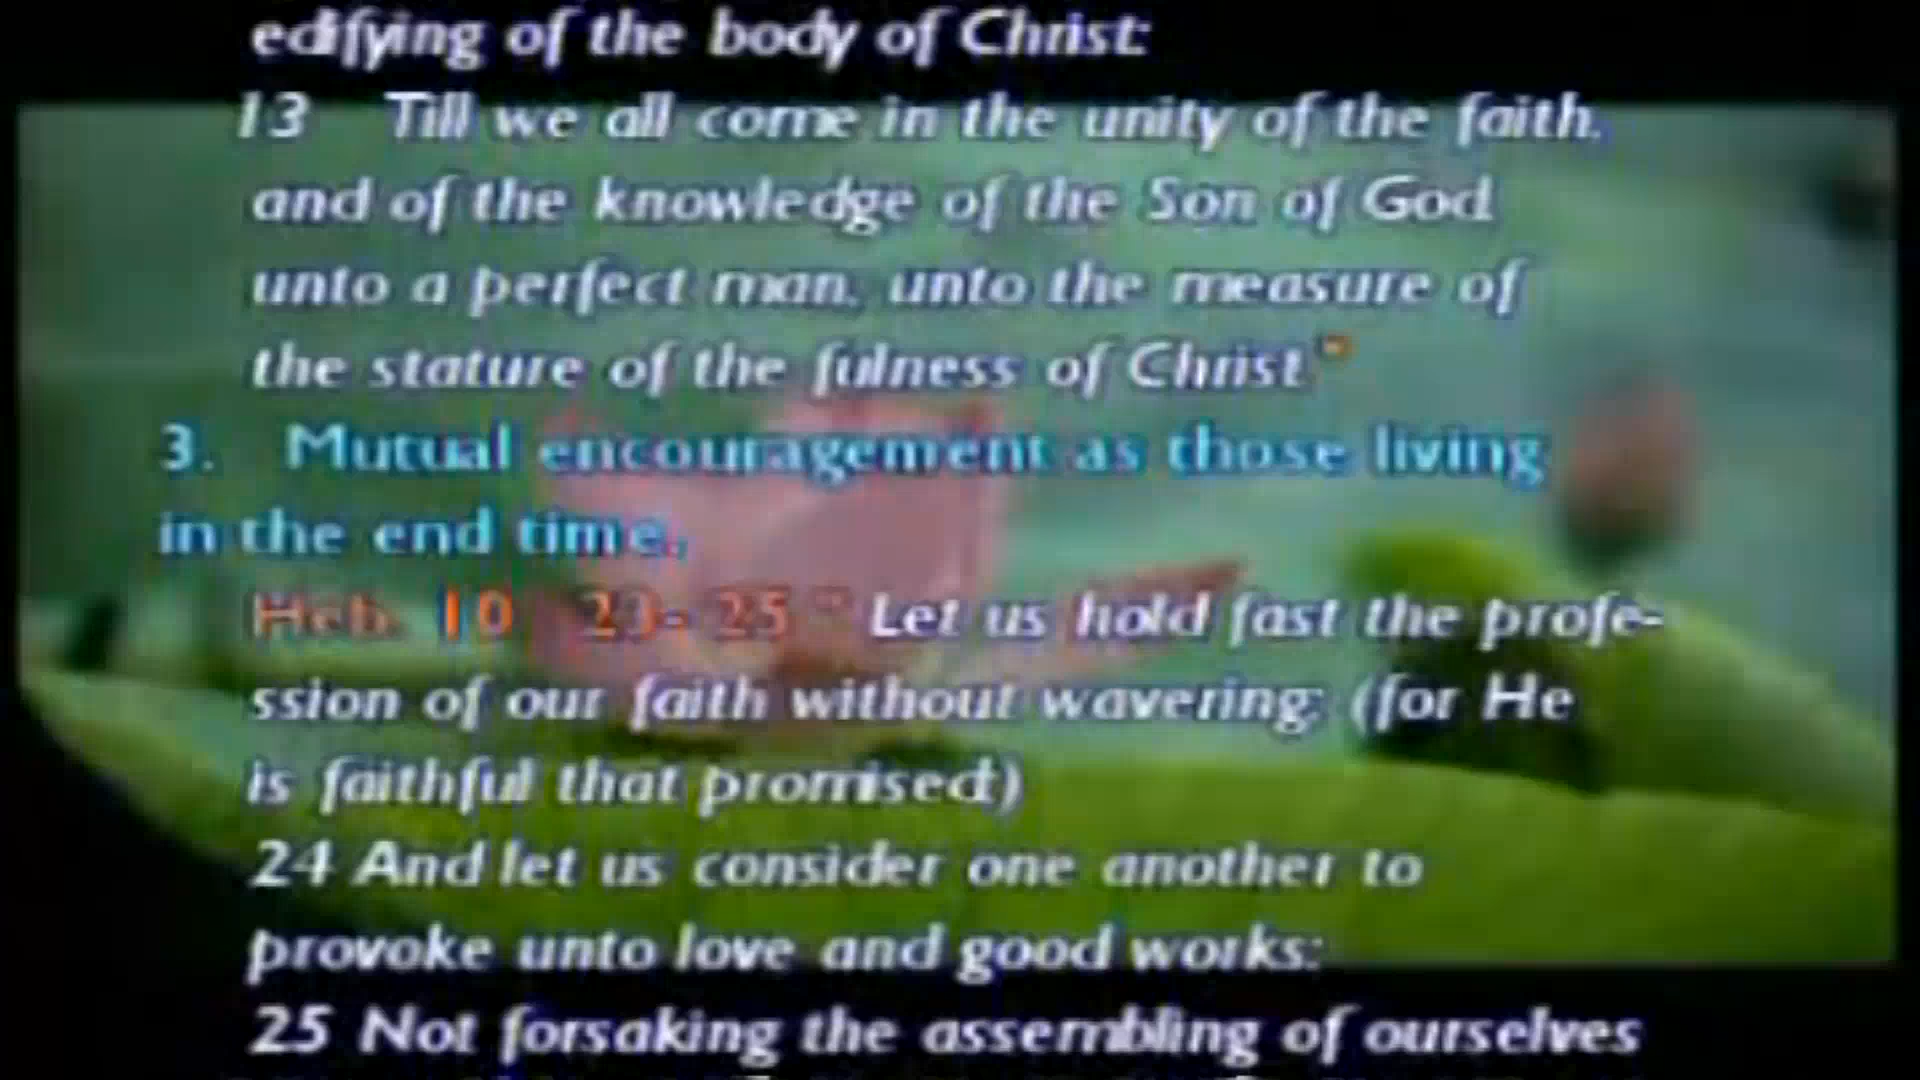 edifying of the body of Christ:
13 Till we all come in the unity of the faith,
and of the knowledge of the Son of God
unto a perfect man, unto the measure of
the stature of the fulness of Christ."
3. Mutual encouragement as those living
in the end time.
Heb. 10 23- 25 " Let us hold fast the profe-
ssion of our faith without wavering; (for He
is faithful that promised;)
24 And let us consider one another to
provoke unto love and good works:
25 Not forsaking the assembling of ourselves